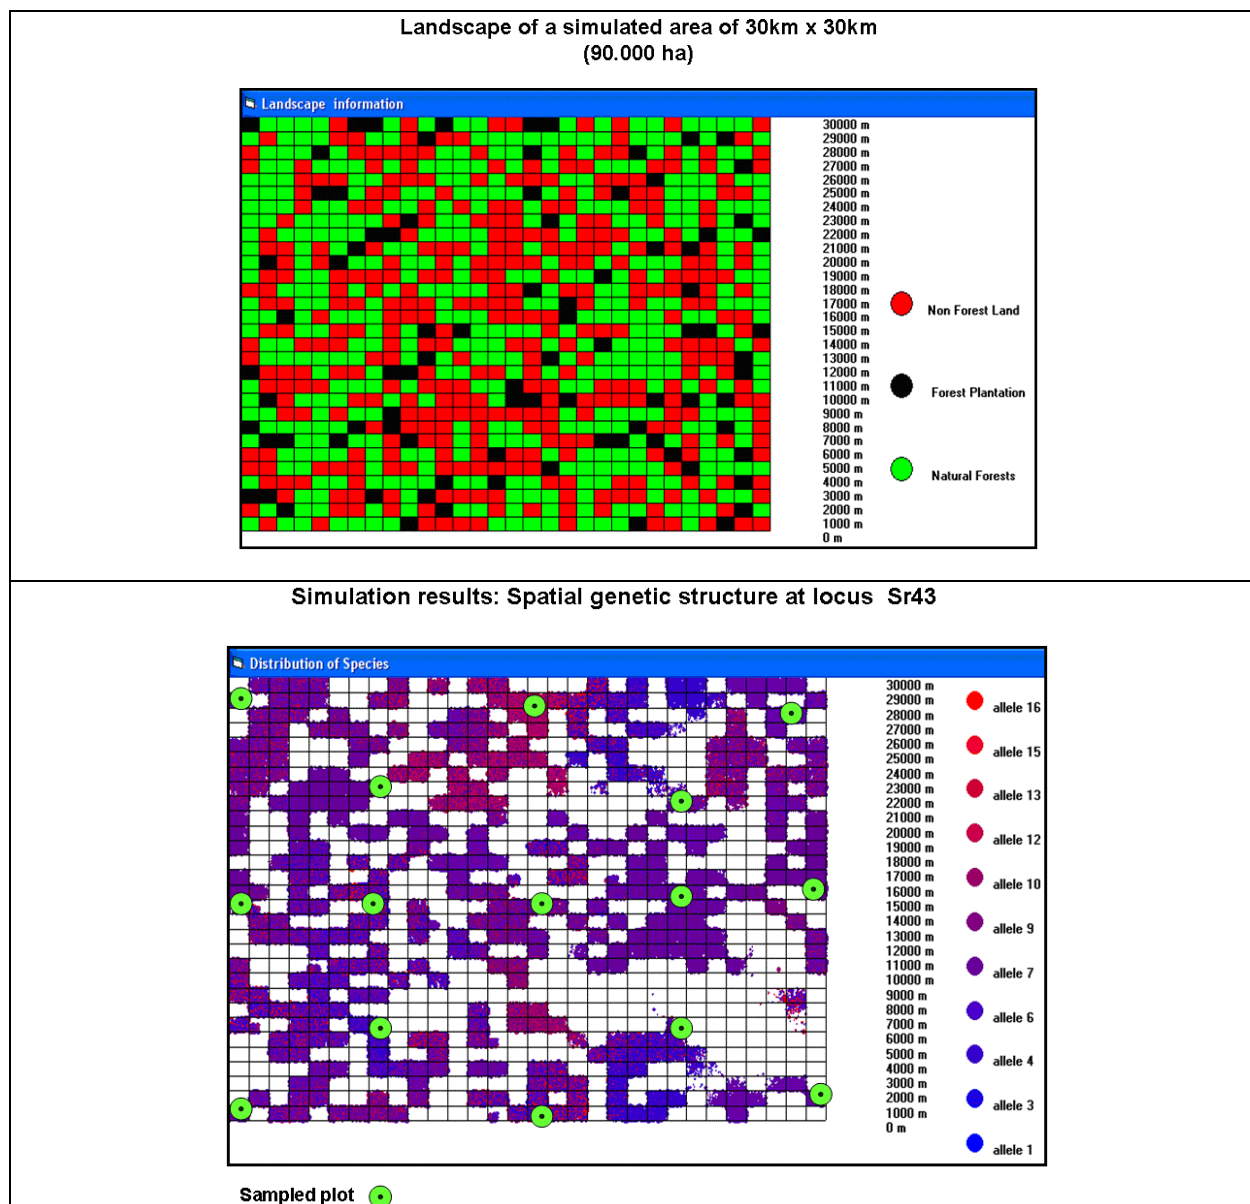 Landscape of a simulated area of 30km x 30km
(90.000 ha)
Landscape information
30000 m
29000 m
28000 m
27000 m
26000 m
25000 m
24000 m
23000 m
22000 m
21000 m
20000 m
19000 m
18000 m
17000 m
16000 m
15000 m
14000 m
13000 m
12000 m
11000 m
10000 m
9000 m
8000 m
7000 m
6000 m
5000 m
4000 m
3000 m
2000 m
1000 m
0 m
Non Forest Land
Forest Plantation
Natural Forests
Simulation results: Spatial genetic structure at locus Sr43
Distribution of Species
30000 m
29000 m
28000 m
27000 m
26000 m
25000 m
24000 m
23000 m
22000 m
21000 m
20000 m
19000 m
18000 m
17000 m
16000 m
15000 m
14000 m
13000 m
12000 m
11000 m
10000 m
9000 m
8000 m
7000 m
6000 m
5000 m
4000 m
3000 m
2000 m
1000 m
0 m
allele 16
allele 15
allele 13
allele 12
allele 10
allele 9
allele 7
allele 6
allele 4
allele 3
allele 1
Sampled plot